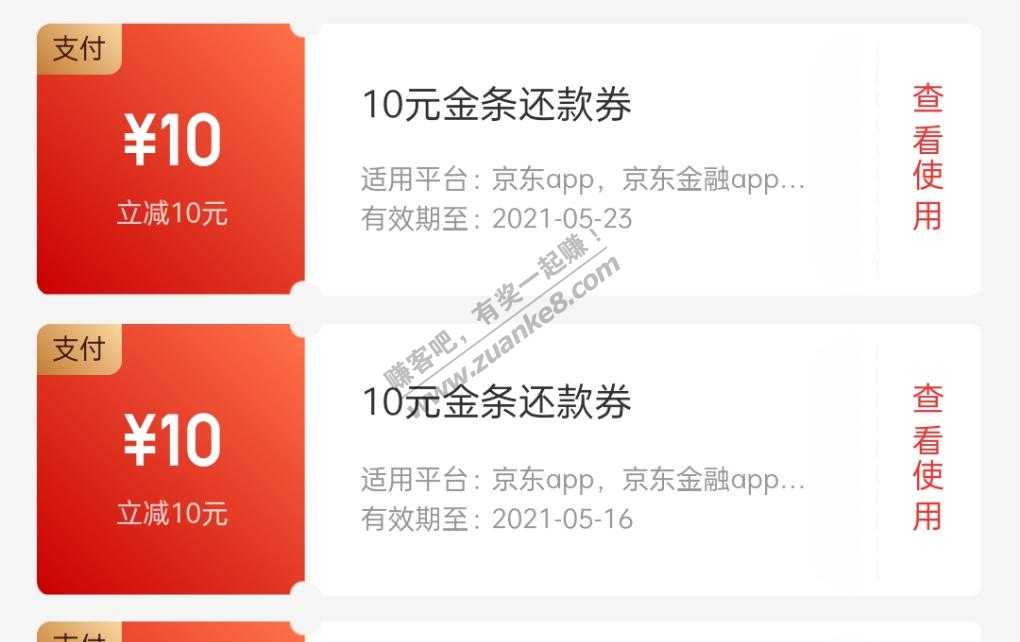 支付
¥10
立减10元
10元金条还款券
适用平台：京东app，京东金融app...
有效期至：2021-05-23
查看使用
赚客吧，有奖一起赚！
www.zuanke8.com
支付
¥10
立减10元
10元金条还款券
适用平台：京东app，京东金融app...
有效期至：2021-05-16
查看使用
支付